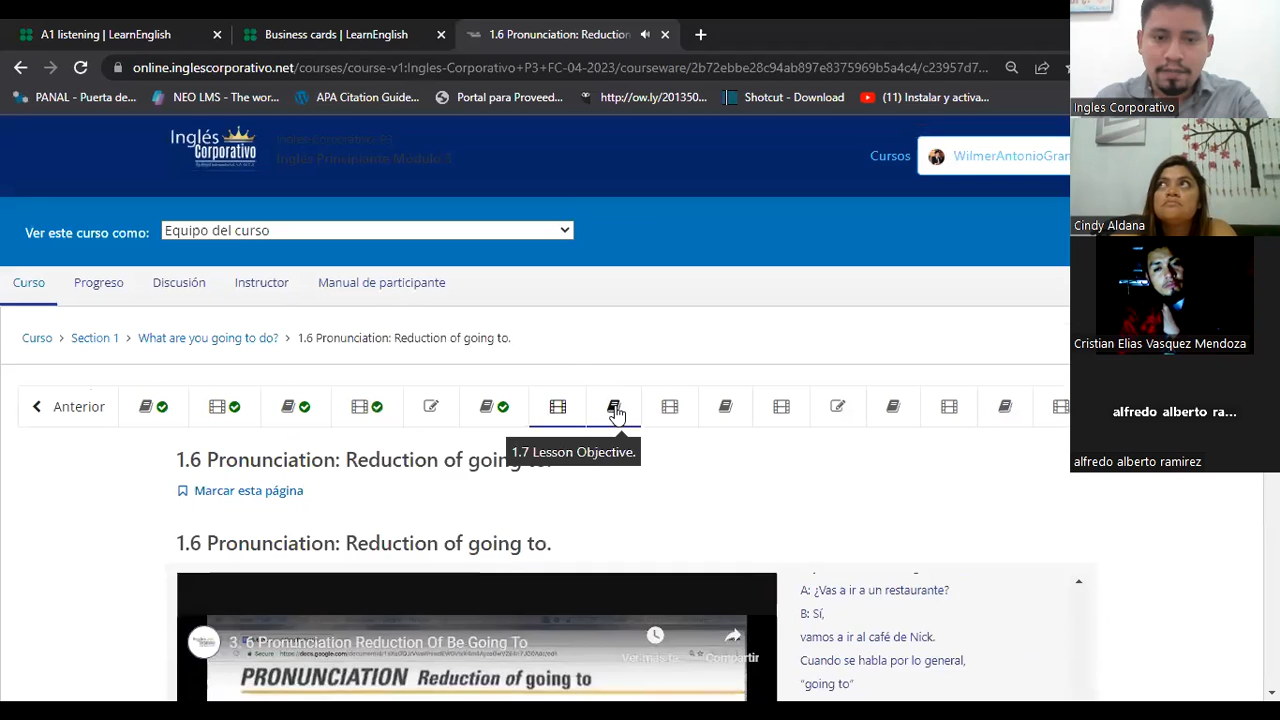 A1 listening | LearnEnglish
Business cards | LearnEnglish
1.6 Pronunciation: Reduction
online.inglescorporativo.net/courses/course-v1:Ingles-Corporativo+P3+FC-04-2023/courseware/2b72ebbe28c94ab897e8375969b5a4c4/c23957d7...
PANAL - Puerta de...
NEO LMS - The wor...
APA Citation Guide...
Portal para Proveed...
http://ow.ly/201350...
Shotcut - Download
(11) Instalar y activa...
Inglés
Corporativo
Inglés Principiante Módulo 3
Cursos
WilmerAntonioGran
Ver este curso como:
Equipo del curso
Curso
Progreso
Discusión
Instructor
Manual de participante
Curso > Section 1 > What are you going to do? > 1.6 Pronunciation: Reduction of going to.
Anterior
1.7 Lesson Objective.
1.6 Pronunciation: Reduction of going to.
Marcar esta página
1.6 Pronunciation: Reduction of going to.
3. 6 Pronunciation Reduction Of Be Going To
Compartir
PRONUNCIATION Reduction of going to
A: ¿Vas a ir a un restaurante?
B: Sí,
vamos a ir al café de Nick.
Cuando se habla por lo general,
“going to”
Ingles Corporativo
Cindy Aldana
Cristian Elias Vasquez Mendoza
alfredo alberto ra...
alfredo alberto ramirez